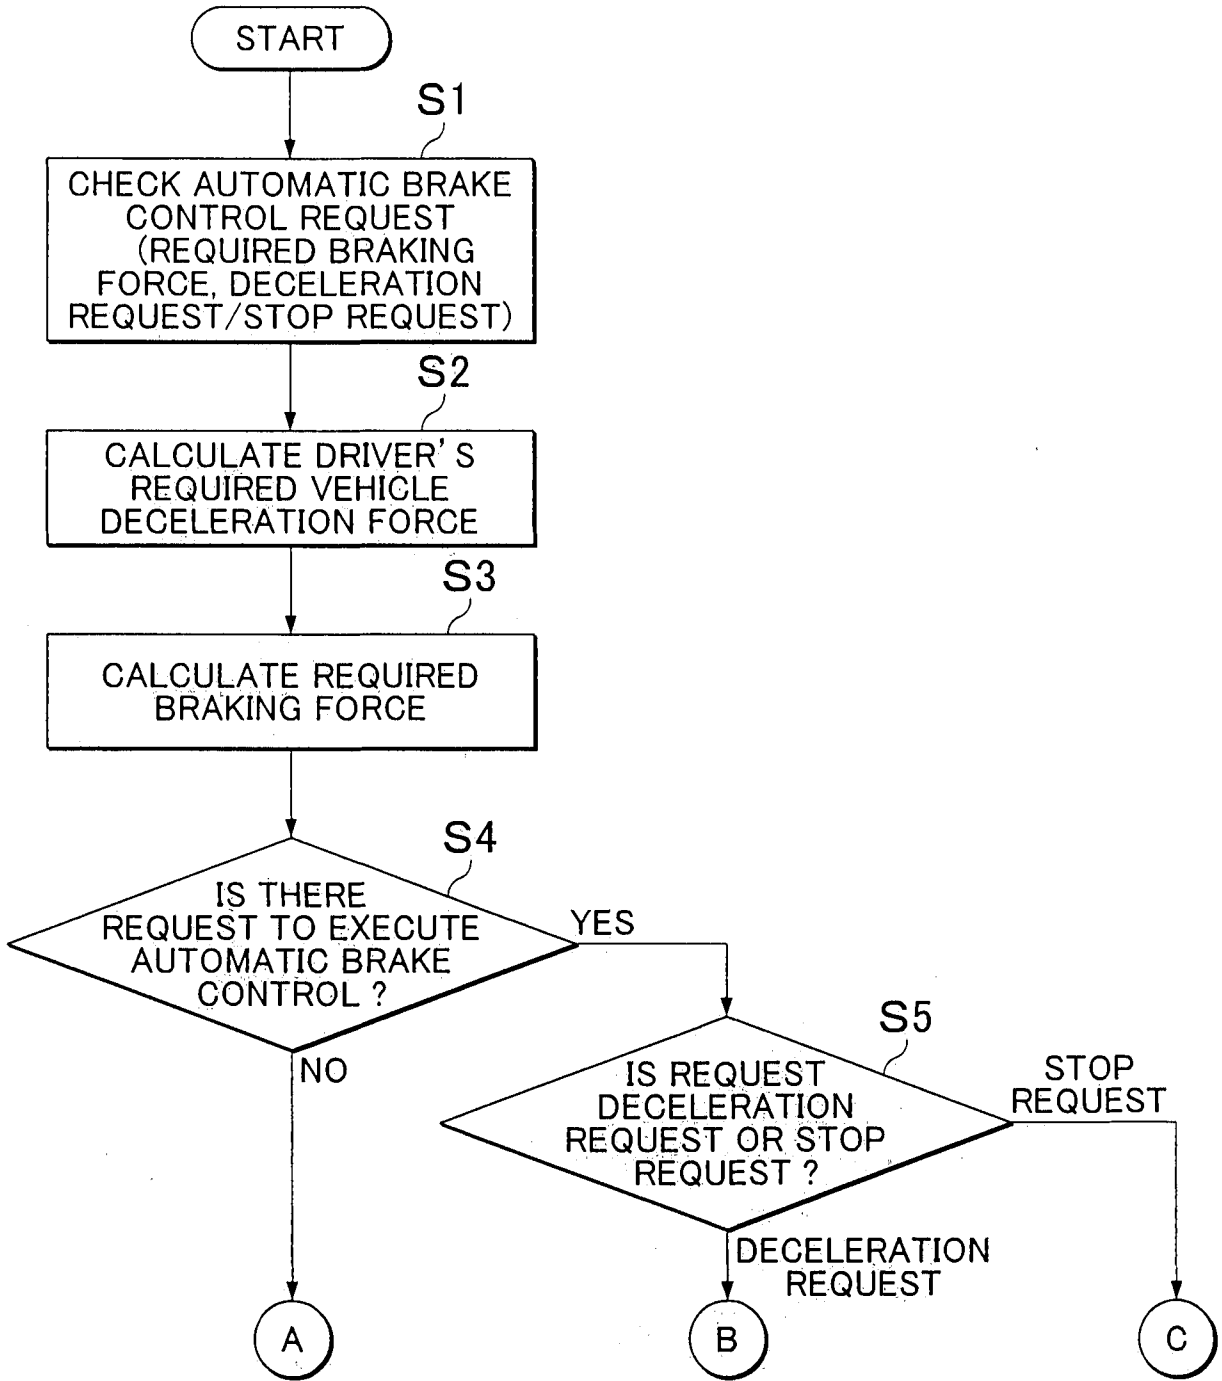 START
S1
CHECK AUTOMATIC BRAKE
CONTROL REQUEST
(REQUIRED BRAKING
FORCE, DECELERATION
REQUEST/STOP REQUEST)
S2
CALCULATE DRIVER'S
REQUIRED VEHICLE
DECELERATION FORCE
S3
CALCULATE REQUIRED
BRAKING FORCE
S4
IS THERE
REQUEST TO EXECUTE
AUTOMATIC BRAKE
CONTROL ?
YES
NO
S5
IS REQUEST
DECELERATION
REQUEST OR STOP
REQUEST ?
STOP
REQUEST
DECELERATION
REQUEST
A
B
C